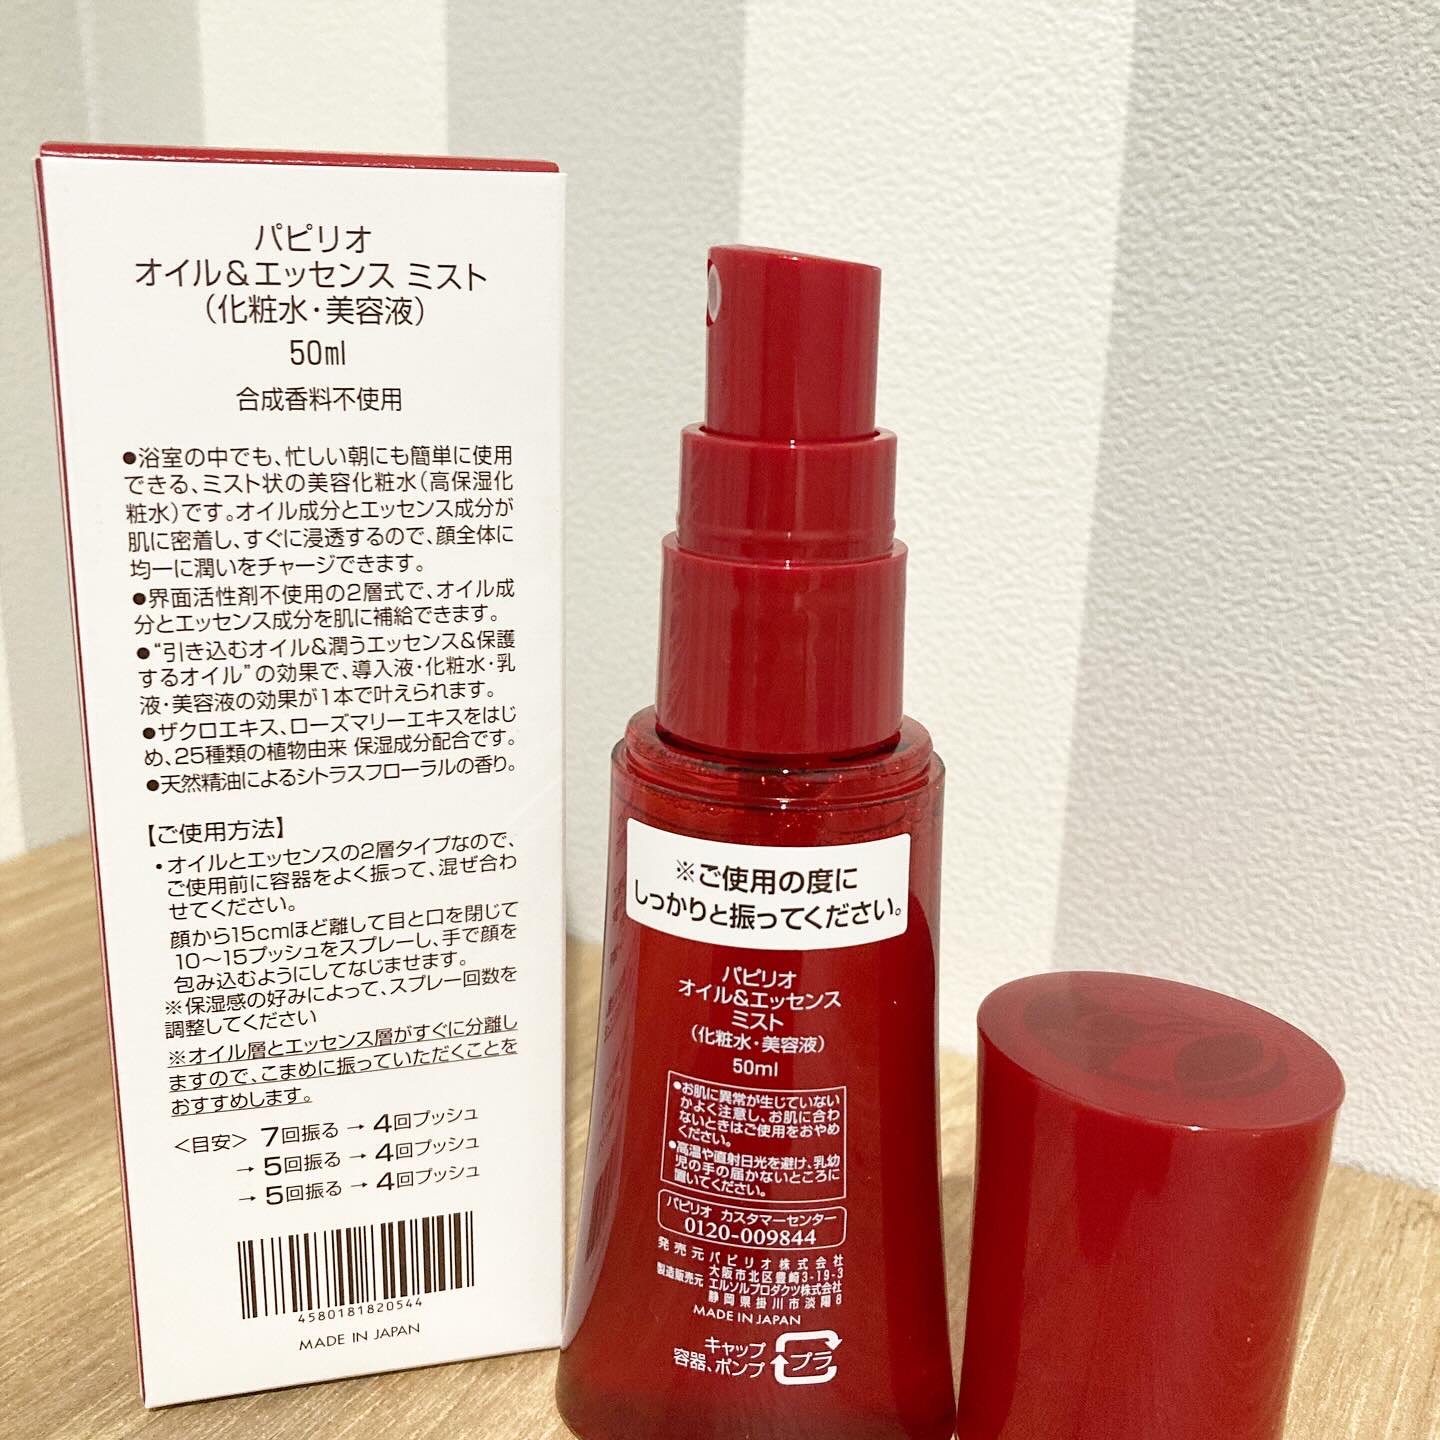 パピリオ
オイル＆エッセンス ミスト
（化粧水・美容液）
50ml
合成香料不使用
●浴室の中でも、忙しい朝にも簡単に使用
できる、ミスト状の美容化粧水（高保湿化
粧水）です。オイル成分とエッセンス成分が
肌に密着し、すぐに浸透するので、顔全体に
均一に潤いをチャージできます。
●界面活性剤不使用の2層式で、オイル成
分とエッセンス成分を肌に補給できます。
●“引き込むオイル＆潤うエッセンス＆保護
するオイル”の効果で、導入液・化粧水・乳
液・美容液の効果が1本で叶えられます。
●ザクロエキス、ローズマリーエキスをはじ
め、25種類の植物由来 保湿成分配合です。
●天然精油によるシトラスフローラルの香り。
【ご使用方法】
・オイルとエッセンスの2層タイプなので、
ご使用前に容器をよく振って、混ぜ合わ
せてください。
顔から15cmほど離して目と口を閉じて
10～15プッシュをスプレーし、手で顔を
包み込むようにしてなじませます。
※保湿感の好みによって、スプレー回数を
調整してください
※オイル層とエッセンス層がすぐに分離し
ますので、こまめに振っていただくことを
おすすめします。
＜目安＞ 7回振る → 4回プッシュ
→ 5回振る → 4回プッシュ
→ 5回振る → 4回プッシュ
4580181820544
MADE IN JAPAN
※ご使用の度に
しっかりと振ってください。
パピリオ
オイル&エッセンス
ミスト
（化粧水・美容液）
50ml
●お肌に異常が生じていない
かよく注意し、お肌に合わ
ないときはご使用をおやめ
ください。
●高温や直射日光を避け、乳幼
児の手の届かないところに
置いてください。
パピリオ カスタマーセンター
0120-009844
発売元 パピリオ株式会社
大阪市北区豊崎3-19-3
製造販売元 エルソルプロダクツ株式会社
静岡県掛川市淡陽8
MADE IN JAPAN
キャップ
容器、ポンプ
プラ